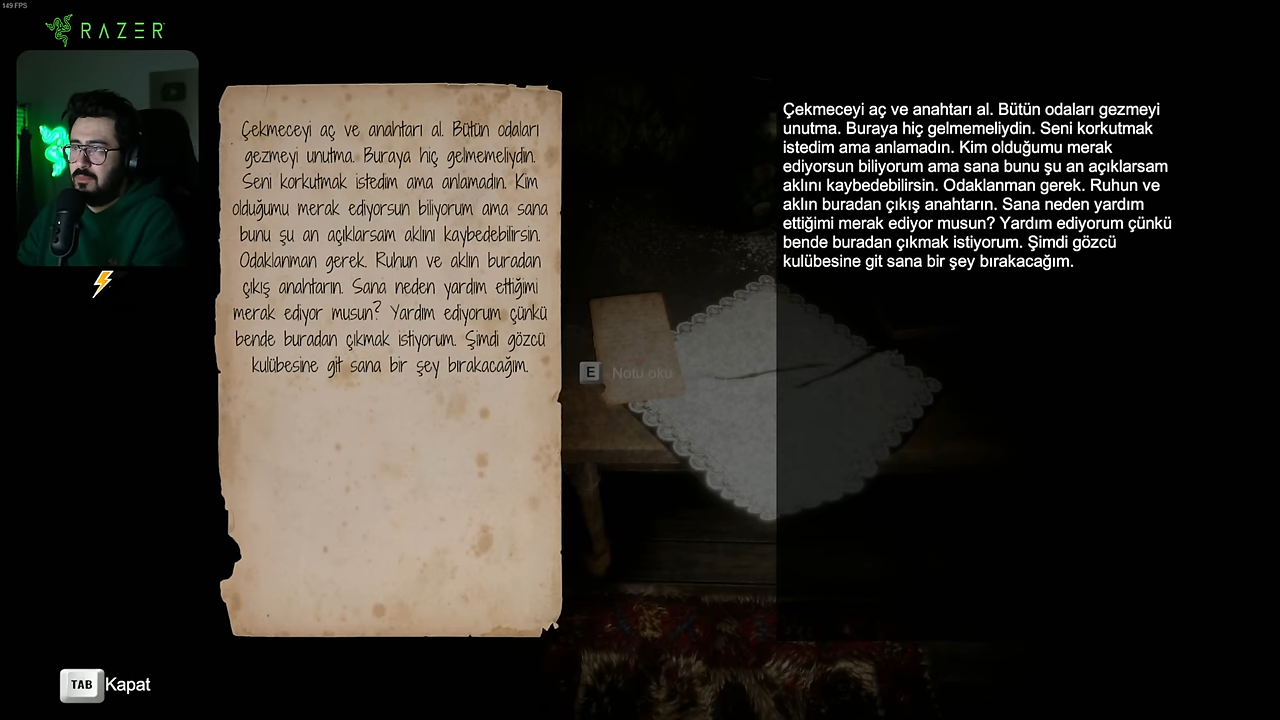 149 FPS
RAZER
Çekmeceyi aç ve anahtarı al. Bütün odaları
gezmeyi unutma. Buraya hiç gelmemeliydin.
Seni korkutmak istedim ama anlamadın. Kim
olduğumu merak ediyorsun biliyorum ama sana
bunu şu an açıklarsam aklını kaybedebilirsin.
Odaklanman gerek. Ruhun ve aklın buradan
çıkış anahtarın. Sana neden yardım ettiğimi
merak ediyor musun? Yardım ediyorum çünkü
bende buradan çıkmak istiyorum. Şimdi gözcü
kulübesine git sana bir şey bırakacağım.
E Notu oku
Çekmeceyi aç ve anahtarı al. Bütün odaları gezmeyi
unutma. Buraya hiç gelmemeliydin. Seni korkutmak
istedim ama anlamadın. Kim olduğumu merak
ediyorsun biliyorum ama sana bunu şu an açıklarsam
aklını kaybedebilirsin. Odaklanman gerek. Ruhun ve
aklın buradan çıkış anahtarın. Sana neden yardım
ettiğimi merak ediyor musun? Yardım ediyorum çünkü
bende buradan çıkmak istiyorum. Şimdi gözcü
kulübesine git sana bir şey bırakacağım.
TAB Kapat